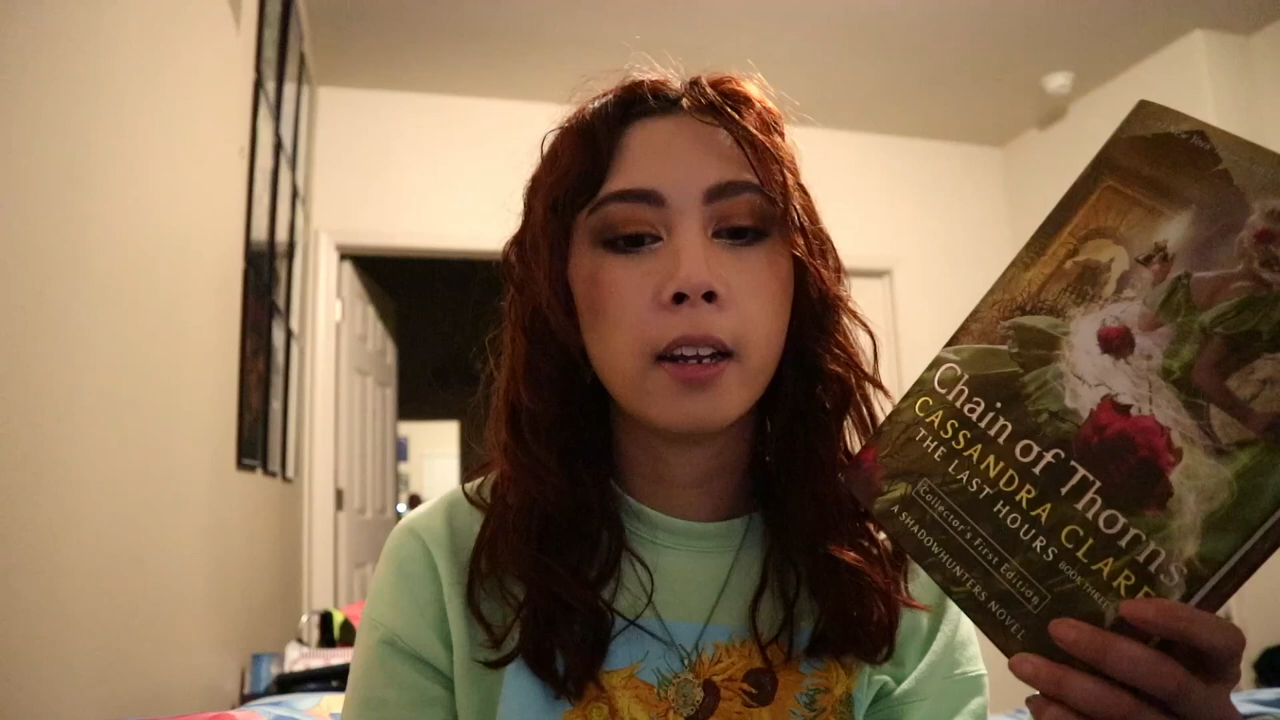 Chain of Thorns
CASSANDRA CLARE
THE LAST HOURS BOOK THREE
Collector's First Edition
A SHADOWHUNTERS NOVEL